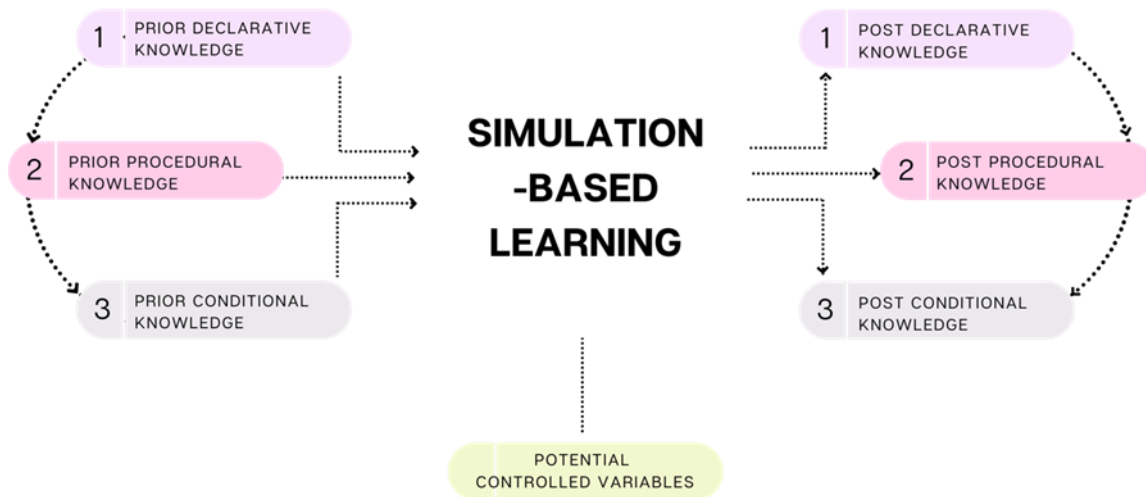 1
PRIOR DECLARATIVE
KNOWLEDGE
2
PRIOR PROCEDURAL
KNOWLEDGE
3
PRIOR CONDITIONAL
KNOWLEDGE
SIMULATION
-BASED
LEARNING
1
POST DECLARATIVE
KNOWLEDGE
2
POST PROCEDURAL
KNOWLEDGE
3
POST CONDITIONAL
KNOWLEDGE
POTENTIAL
CONTROLLED VARIABLES